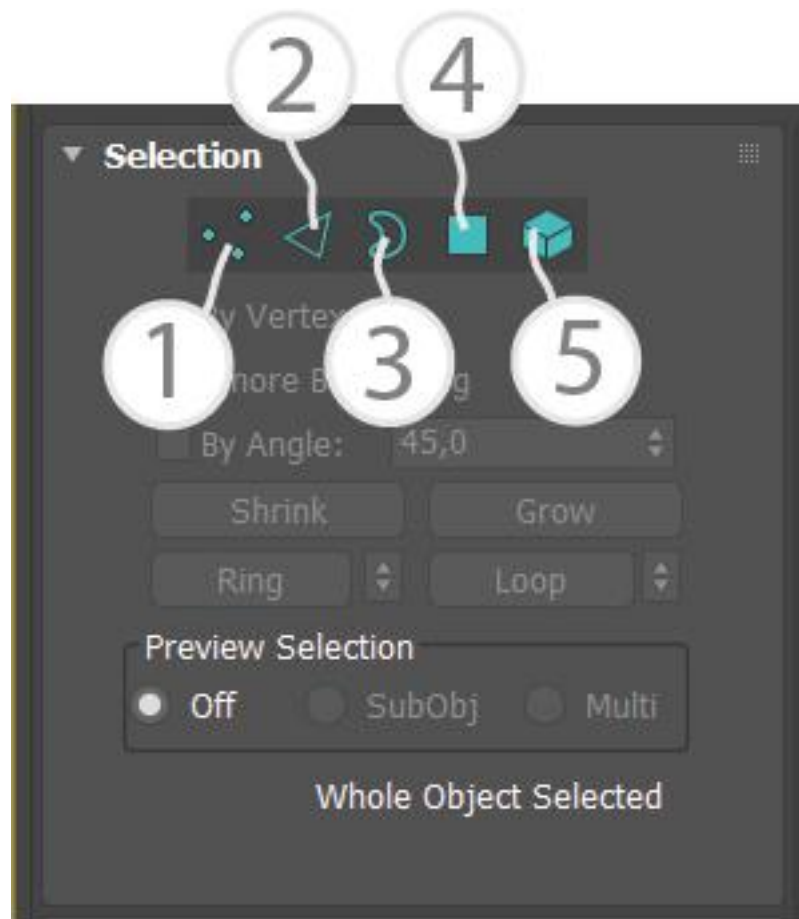 2 4
Selection
1 3 5
By Angle: 45,0
Shrink Grow
Ring Loop
Preview Selection
Off SubObj Multi
Whole Object Selected